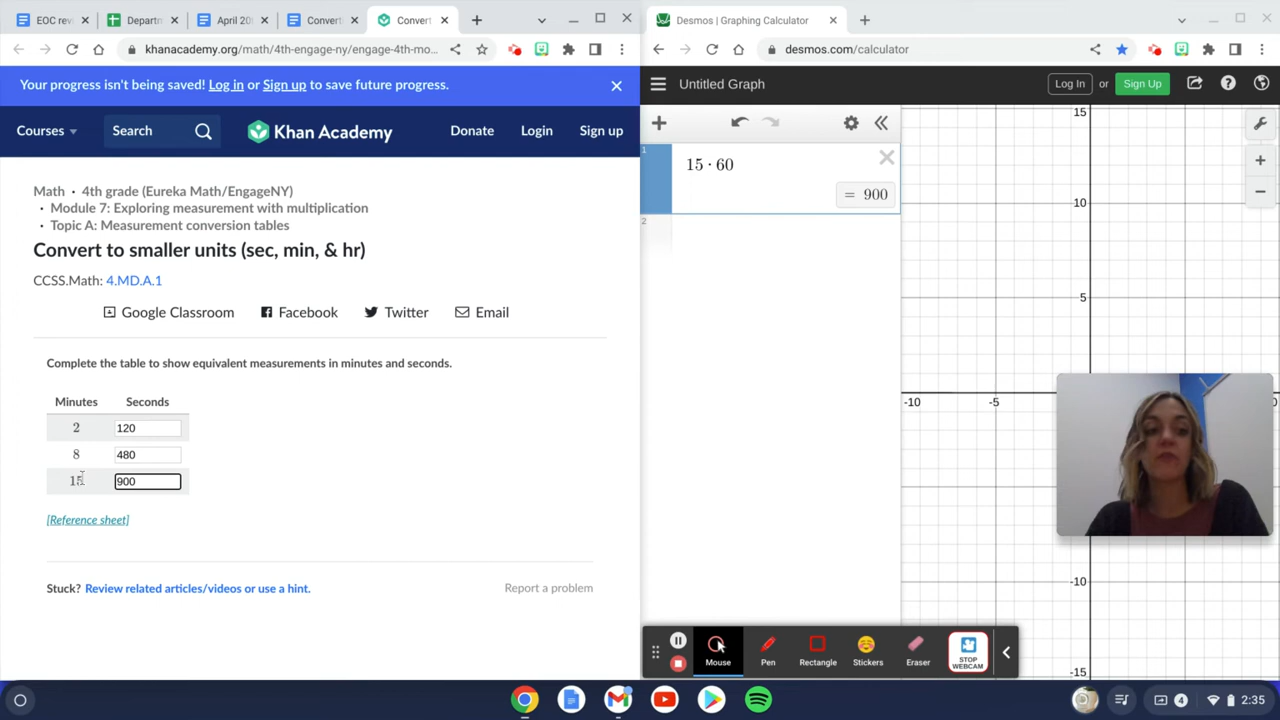 EOC rev
Departm
April 20t
Convert
Convert
Desmos | Graphing Calculator
khanacademy.org/math/4th-engage-ny/engage-4th-mo...
desmos.com/calculator
Your progress isn't being saved! Log in or Sign up to save future progress.
Untitled Graph
Log In or Sign Up
Courses
Search
Khan Academy
Donate
Login
Sign up
Math • 4th grade (Eureka Math/EngageNY)
• Module 7: Exploring measurement with multiplication
• Topic A: Measurement conversion tables
Convert to smaller units (sec, min, & hr)
CCSS.Math: 4.MD.A.1
Google Classroom Facebook Twitter Email
Complete the table to show equivalent measurements in minutes and seconds.
Minutes Seconds
2 120
8 480
15 900
[Reference sheet]
Stuck? Review related articles/videos or use a hint.
Report a problem
1
15 · 60
= 900
2
15
10
5
-10 -5
-10
-15
Mouse Pen Rectangle Stickers Eraser STOP WEBCAM
4
2:35